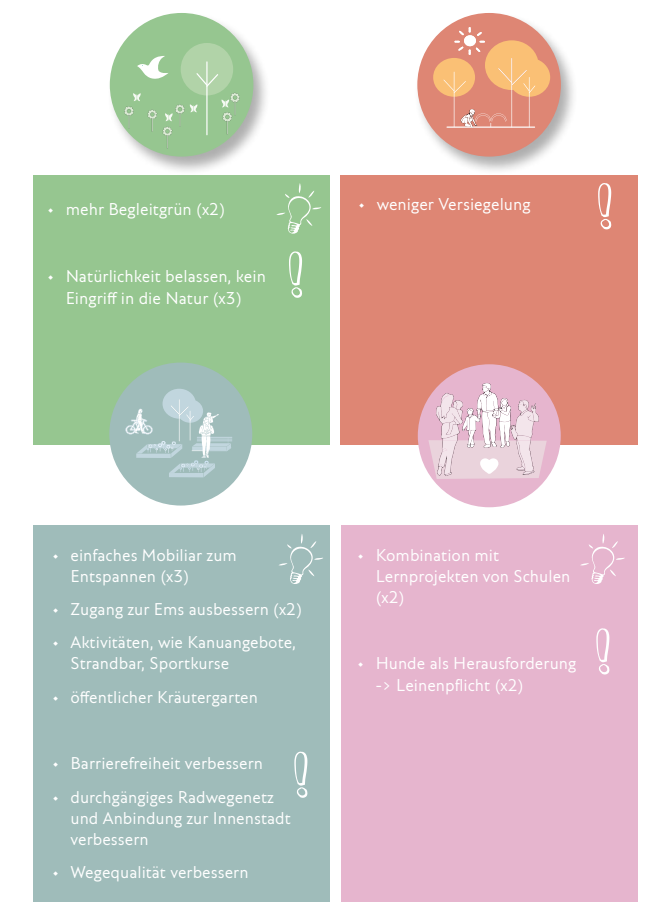 • mehr Begleitgrün (x2)
• Natürlichkeit belassen, kein
Eingriff in die Natur (x3)
• weniger Versiegelung
• einfaches Mobiliar zum
Entspannen (x3)
• Zugang zur Ems ausbessern (x2)
• Aktivitäten, wie Kanuangebote,
Strandbar, Sportkurse
• öffentlicher Kräutergarten
• Barrierefreiheit verbessern
• durchgängiges Radwegenetz
und Anbindung zur Innenstadt
verbessern
• Wegequalität verbessern
• Kombination mit
Lernprojekten von Schulen
(x2)
• Hunde als Herausforderung
-> Leinenpflicht (x2)